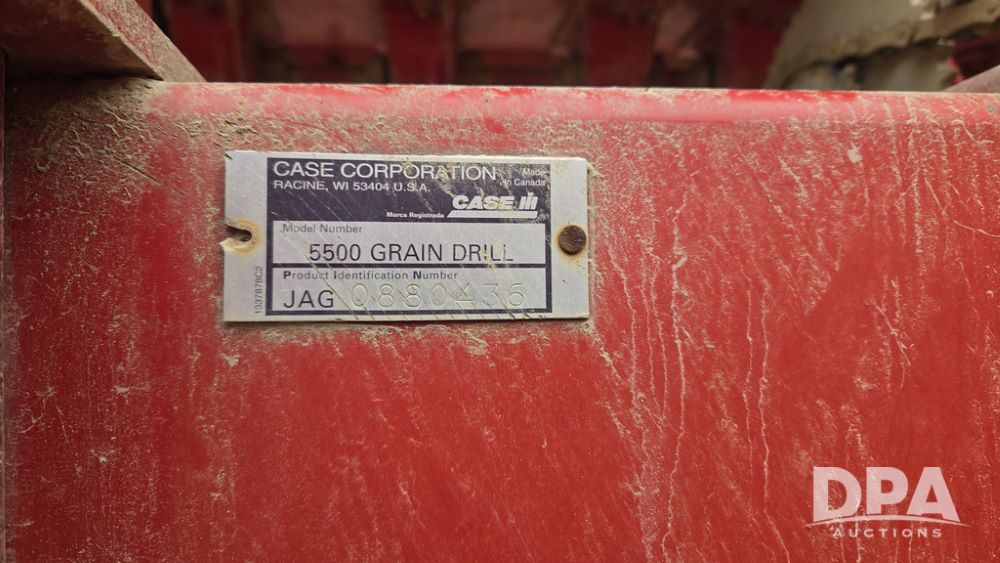 CASE CORPORATION
RACINE, WI 53404 U.S.A.
Made
in Canada
CASE IH
Marca Registrada
Model Number
5500 GRAIN DRILL
Product Identification Number
JAG 0880436
1337878C2
DPA
AUCTIONS